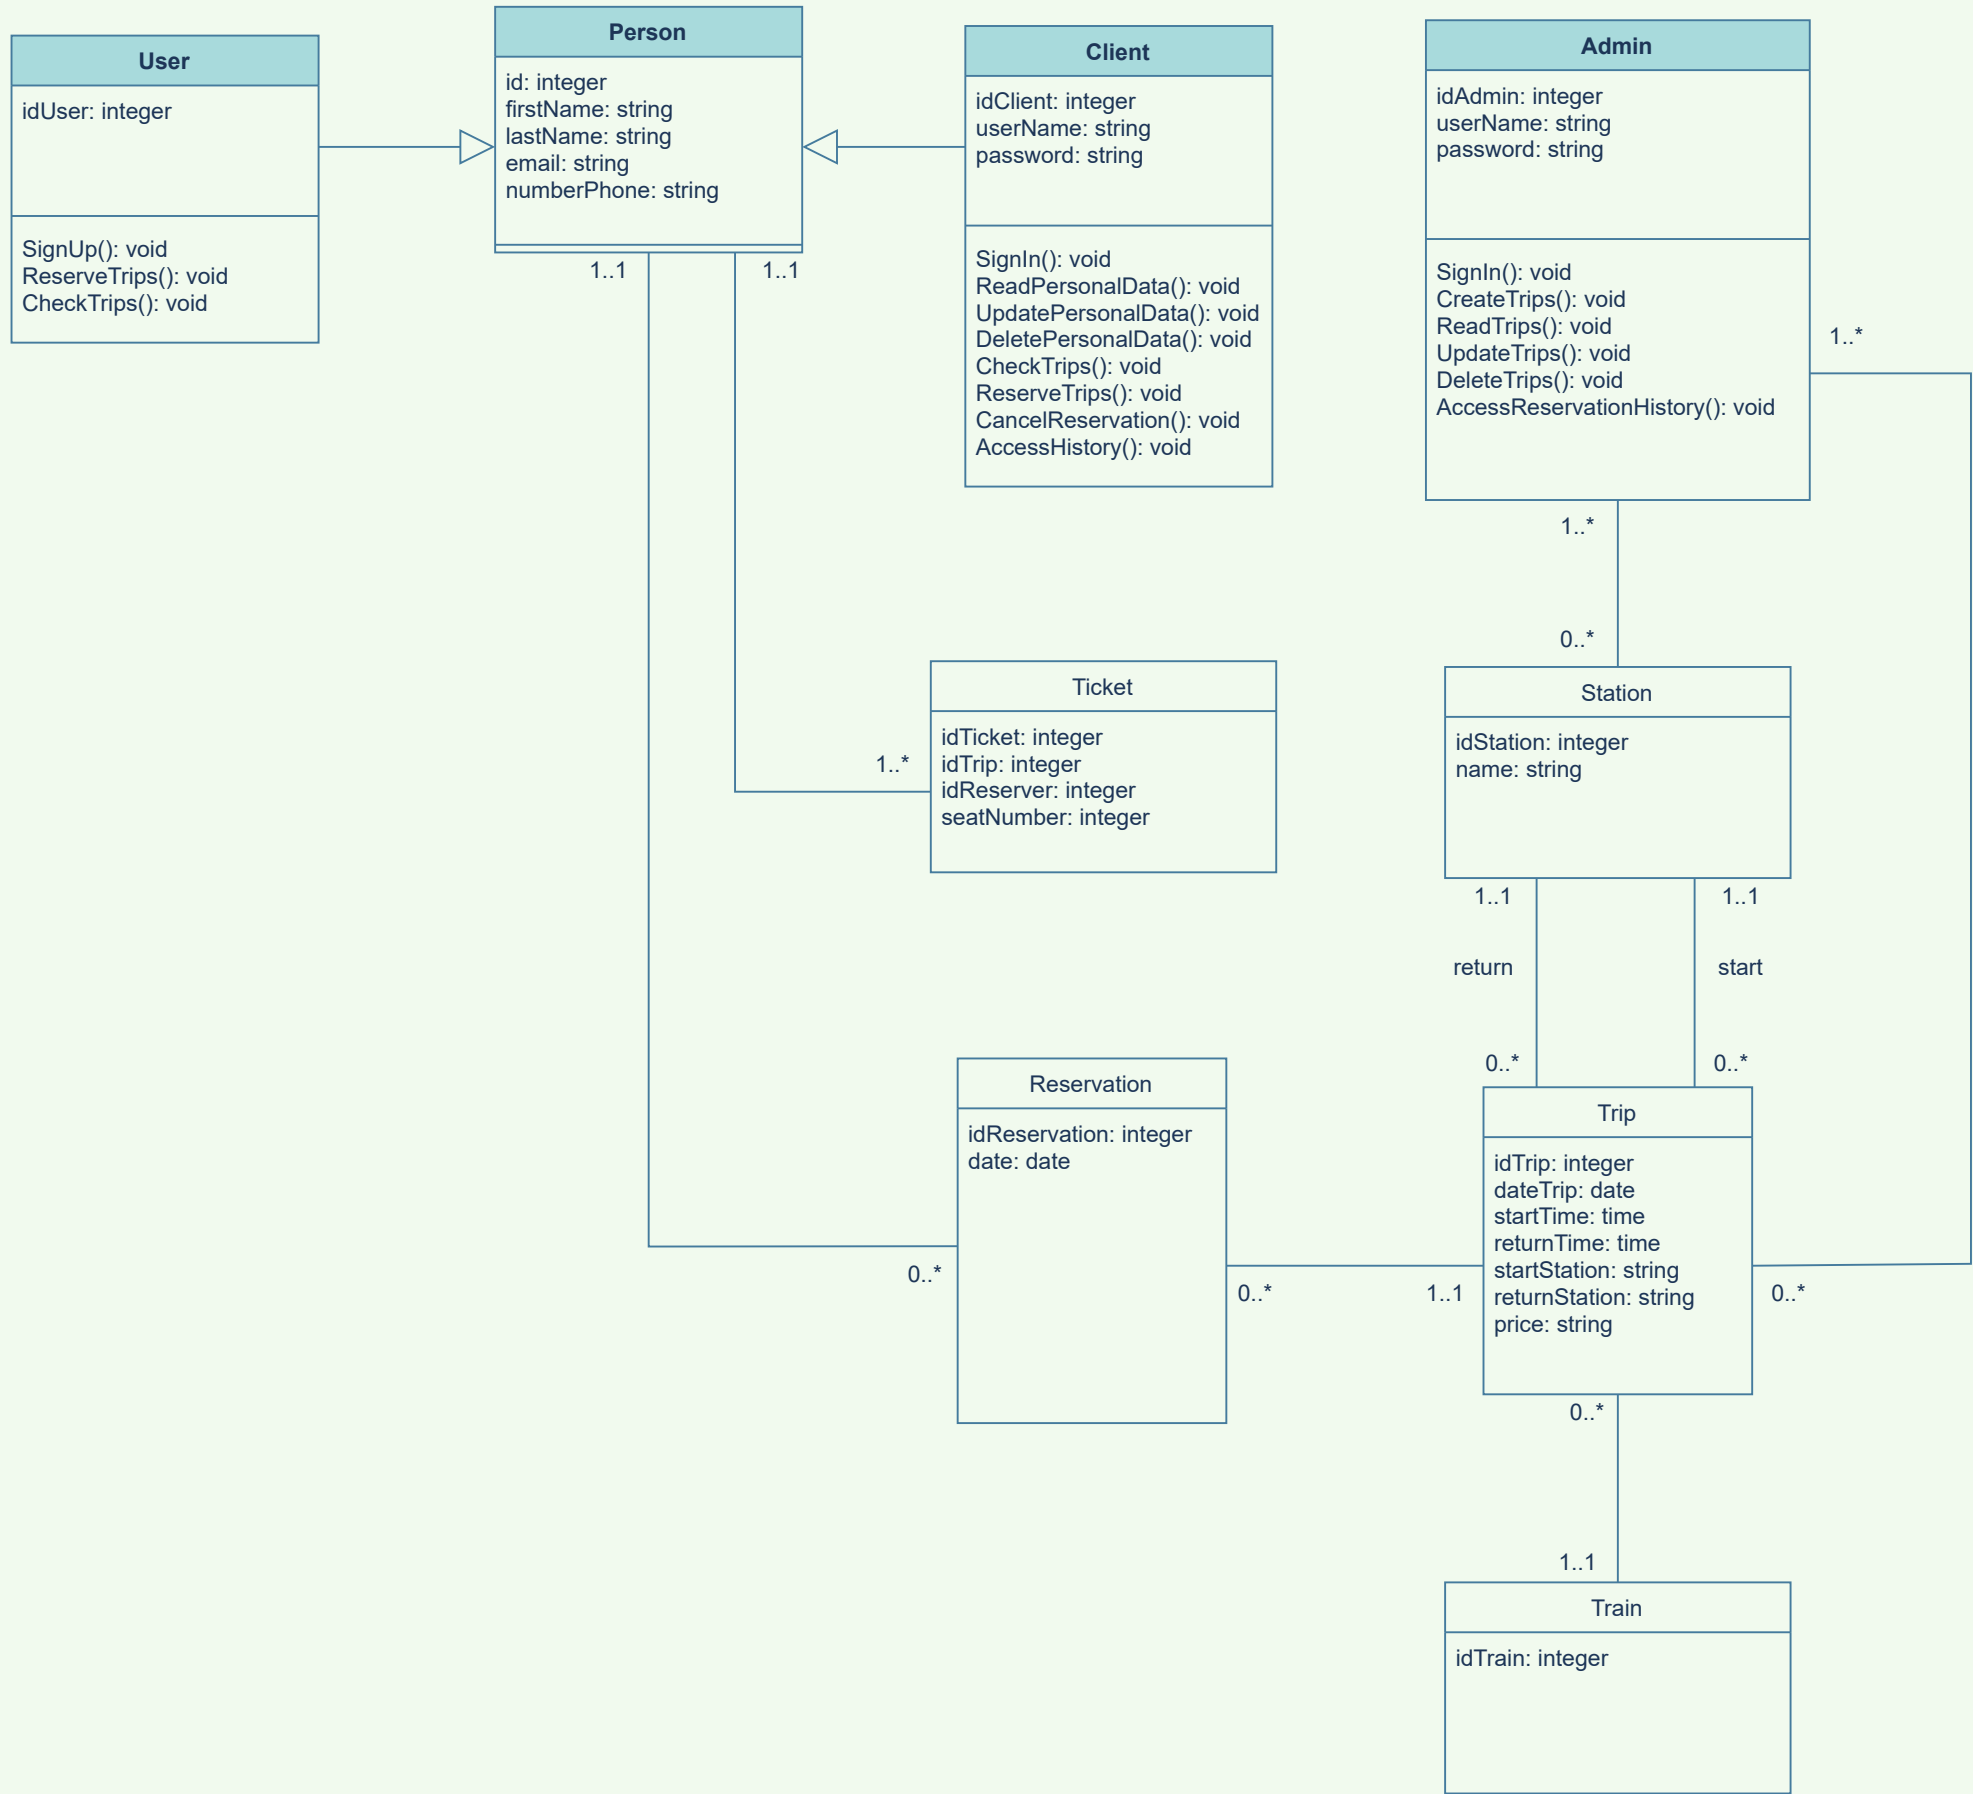 User
idUser: integer
SignUp(): void
ReserveTrips(): void
CheckTrips(): void
Person
id: integer
firstName: string
lastName: string
email: string
numberPhone: string
1..1
1..1
Client
idClient: integer
userName: string
password: string
SignIn(): void
ReadPersonalData(): void
UpdatePersonalData(): void
DeletePersonalData(): void
CheckTrips(): void
ReserveTrips(): void
CancelReservation(): void
AccessHistory(): void
Admin
idAdmin: integer
userName: string
password: string
SignIn(): void
CreateTrips(): void
ReadTrips(): void
UpdateTrips(): void
DeleteTrips(): void
AccessReservationHistory(): void
1..*
1..*
0..*
Ticket
idTicket: integer
idTrip: integer
idReserver: integer
seatNumber: integer
1..*
Station
idStation: integer
name: string
1..1
1..1
return
start
0..*
0..*
Reservation
idReservation: integer
date: date
0..*
0..*
1..1
Trip
idTrip: integer
dateTrip: date
startTime: time
returnTime: time
startStation: string
returnStation: string
price: string
0..*
0..*
1..1
Train
idTrain: integer